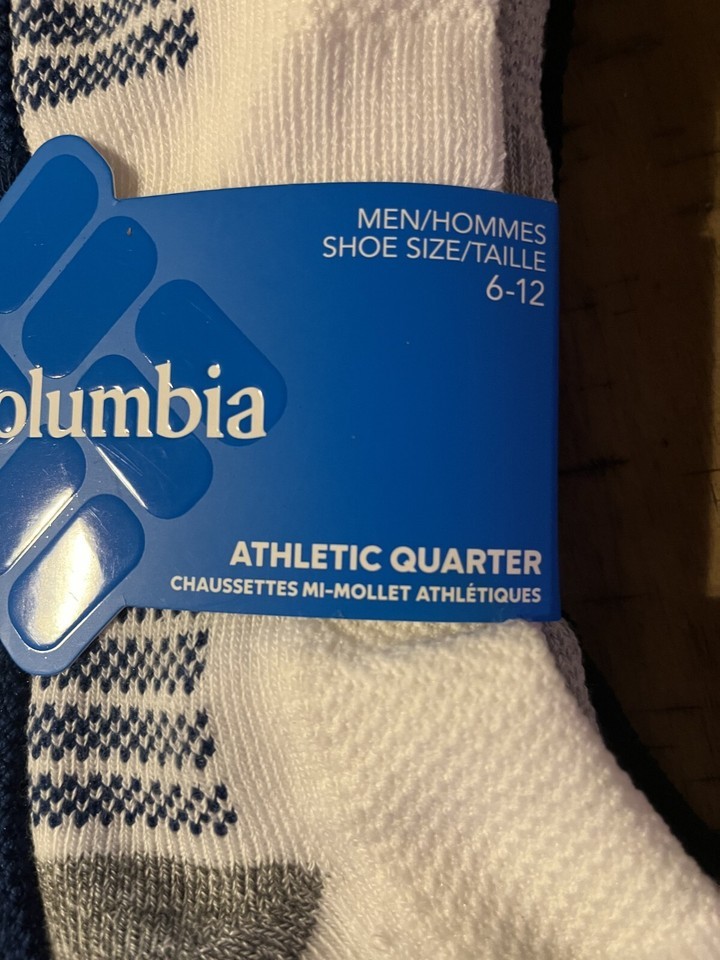 MEN/HOMMES
SHOE SIZE/TAILLE
6-12
olumbia
ATHLETIC QUARTER
CHAUSSETTES MI-MOLLET ATHLÉTIQUES